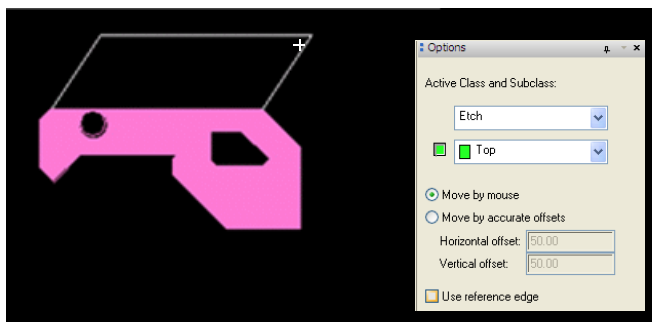 Options
Active Class and Subclass:
Etch
Top
Move by mouse
Move by accurate offsets
Horizontal offset: 50.00
Vertical offset: 50.00
Use reference edge